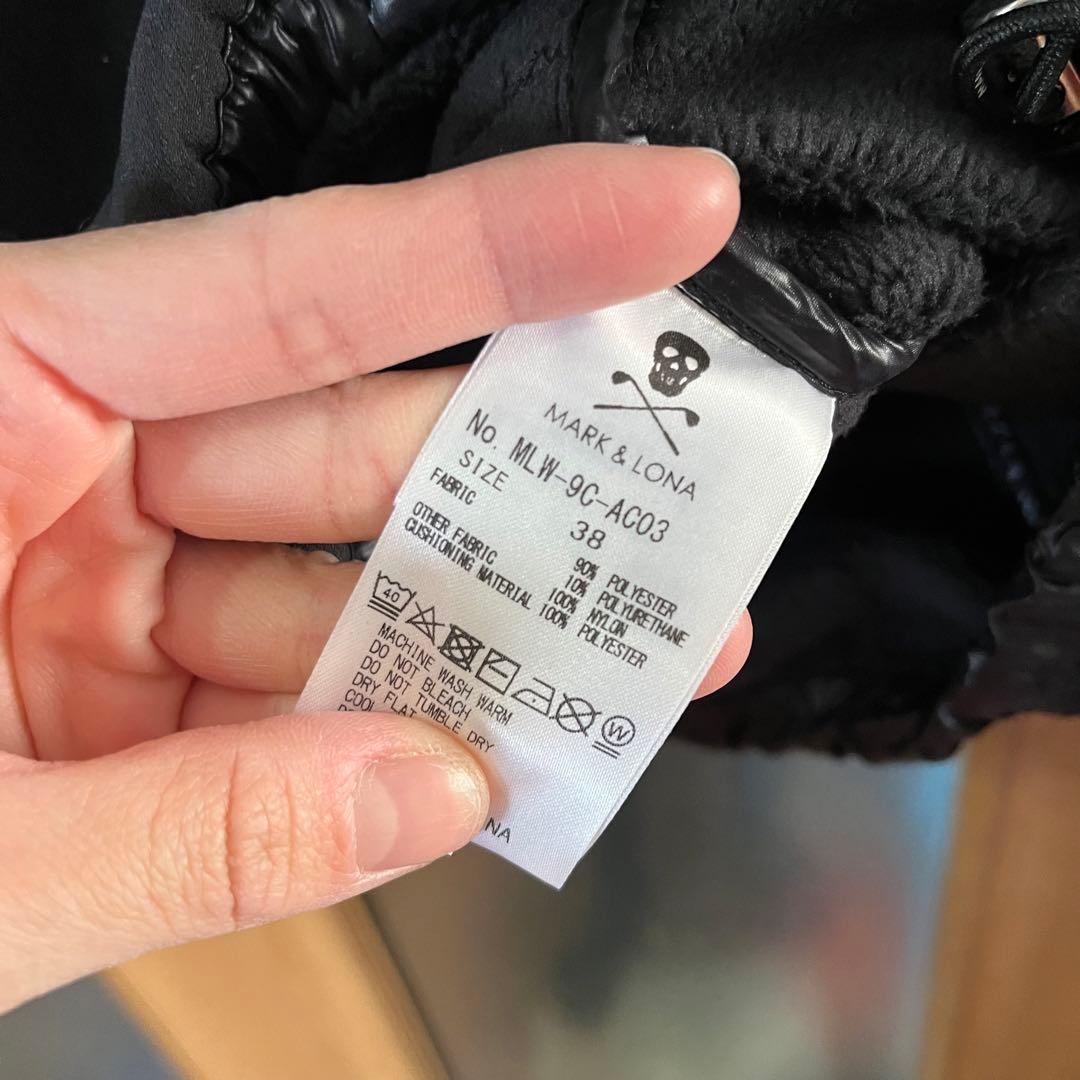 MARK & LONA
No. MLW-9C-AC03
SIZE 38
FABRIC 90% POLYESTER
10% POLYURETHANE
OTHER FABRIC 100% NYLON
CUSHIONING MATERIAL 100% POLYESTER
40
W
MACHINE WASH WARM
DO NOT BLEACH
DO NOT TUMBLE DRY
DRY FLAT
COOL